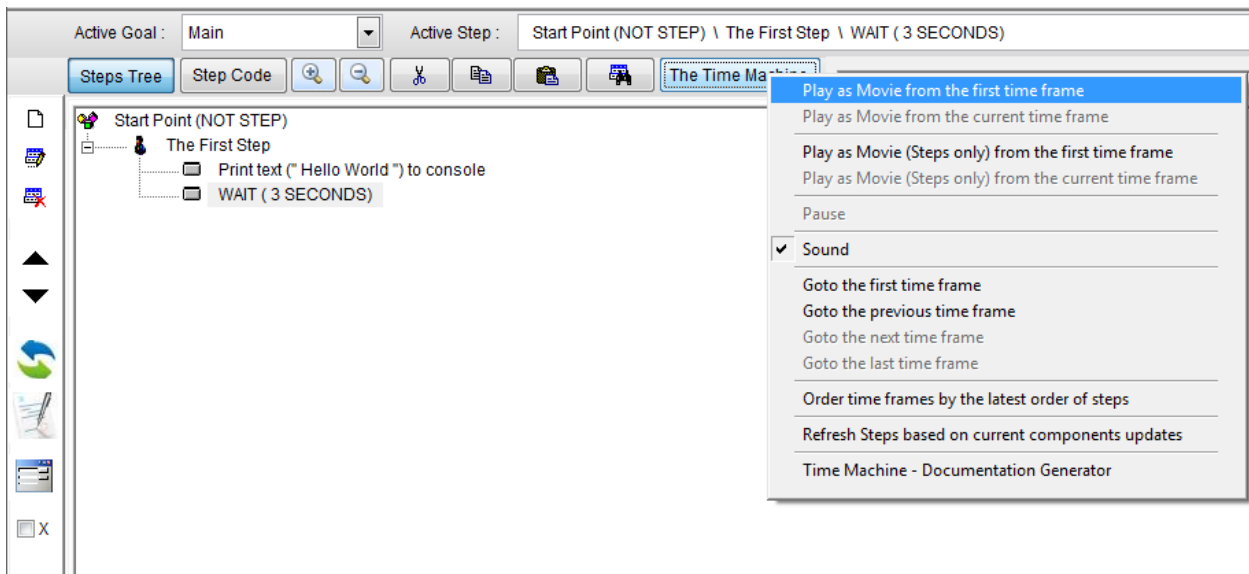 Active Goal : Main Active Step : Start Point (NOT STEP) \ The First Step \ WAIT ( 3 SECONDS)
Steps Tree Step Code The Time Machine
Start Point (NOT STEP)
The First Step
Print text (" Hello World ") to console
WAIT ( 3 SECONDS)
X
Play as Movie from the first time frame
Play as Movie from the current time frame
Play as Movie (Steps only) from the first time frame
Play as Movie (Steps only) from the current time frame
Pause
Sound
Goto the first time frame
Goto the previous time frame
Goto the next time frame
Goto the last time frame
Order time frames by the latest order of steps
Refresh Steps based on current components updates
Time Machine - Documentation Generator